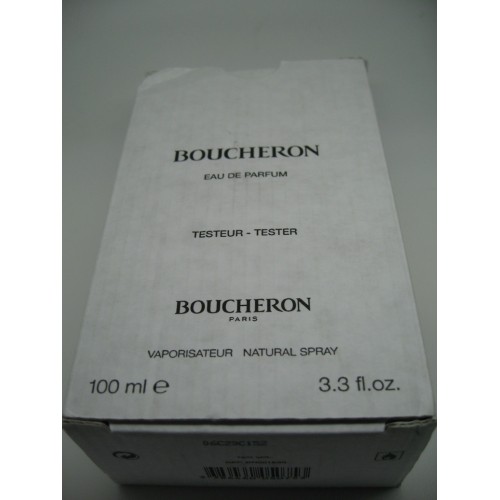 BOUCHERON
EAU DE PARFUM
TESTEUR - TESTER
BOUCHERON
PARIS
VAPORISATEUR NATURAL SPRAY
100 ml e 3.3 fl.oz.